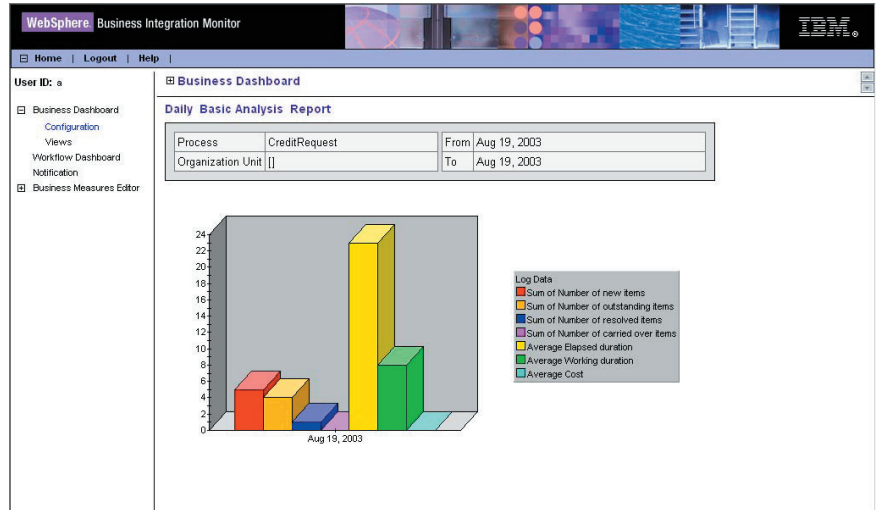 WebSphere. Business Integration Monitor
IBM
Home | Logout | Help |
User ID: a
Business Dashboard
Configuration
Views
Workflow Dashboard
Notification
Business Measures Editor
Business Dashboard
Daily Basic Analysis Report
Process CreditRequest From Aug 19, 2003
Organization Unit [] To Aug 19, 2003
24
22
20
18
16
14
12
10
8
6
4
2
0
Aug 19, 2003
Log Data
Sum of Number of new items
Sum of Number of outstanding items
Sum of Number of resolved items
Sum of Number of carried over items
Average Elapsed duration
Average Working duration
Average Cost